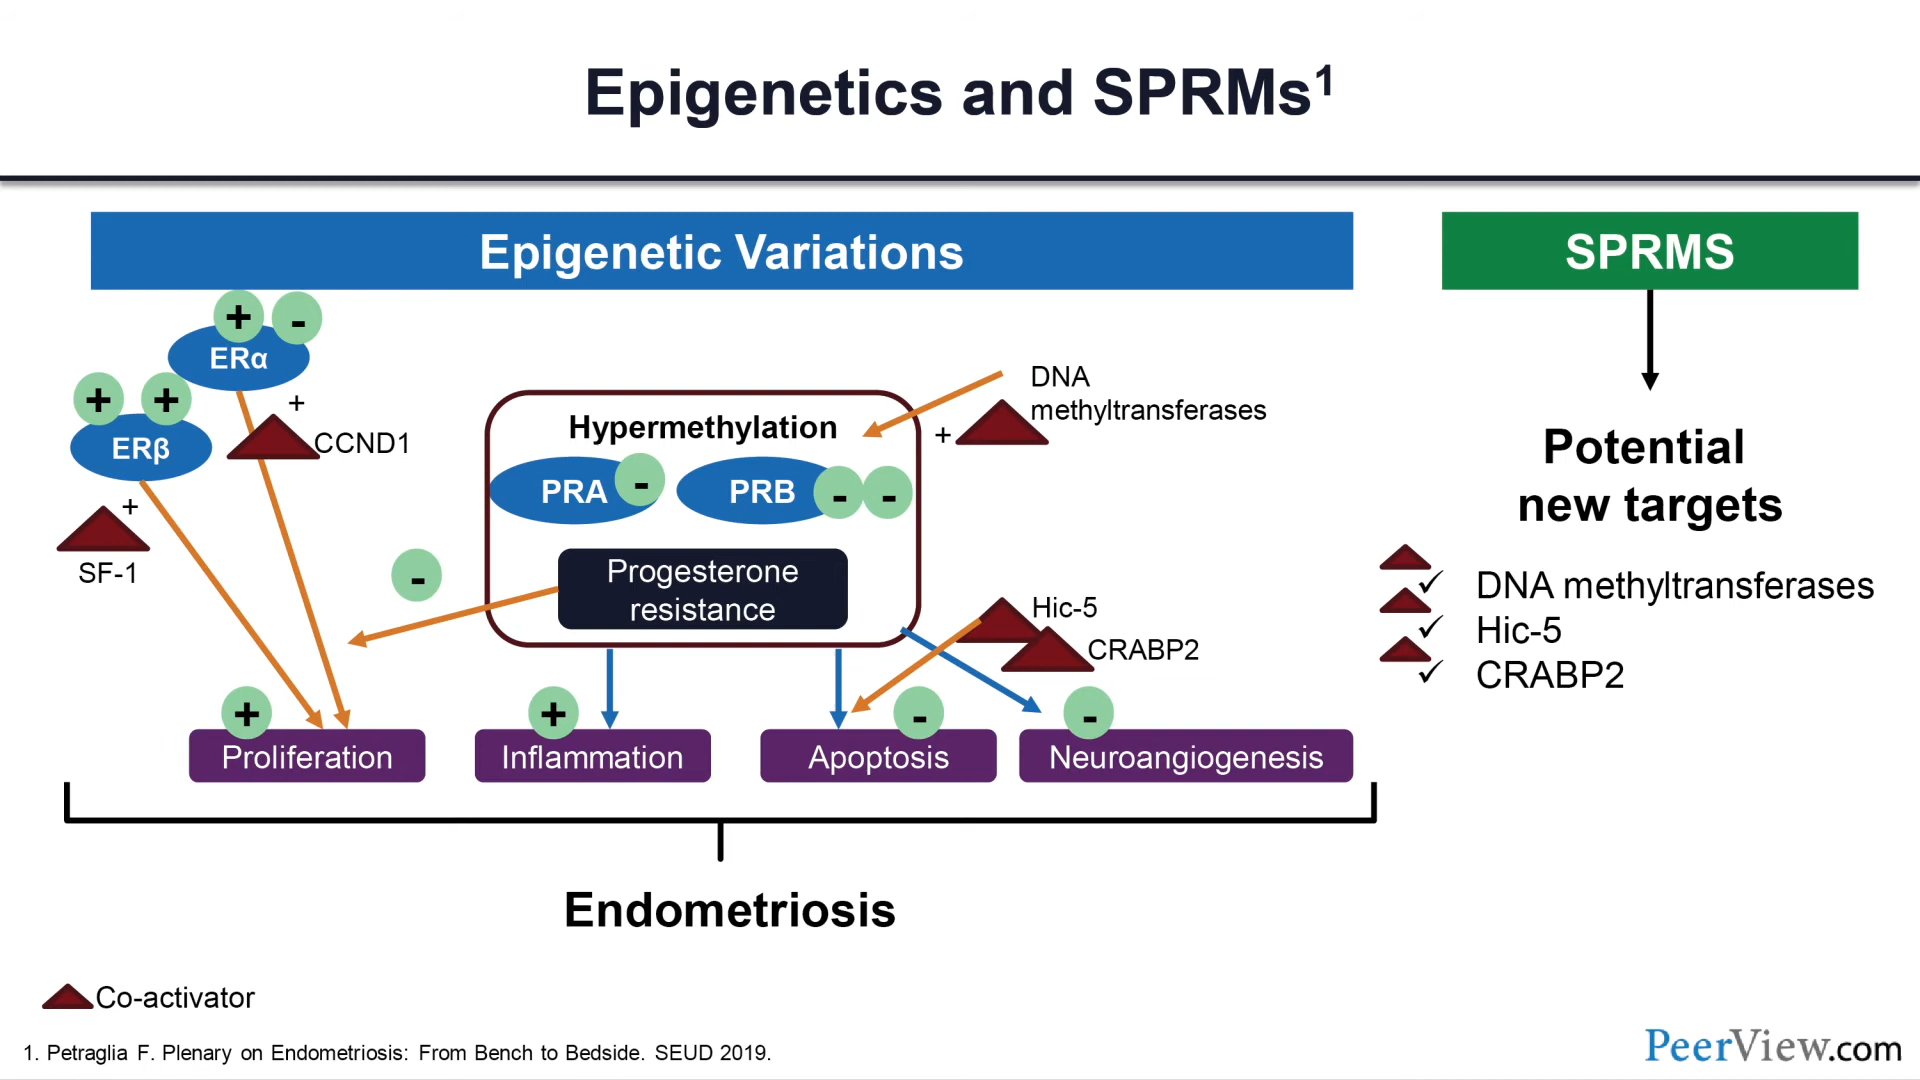 Epigenetics and SPRMs¹
Epigenetic Variations
SPRMS
+ -
ERα
+ +
ERβ
+
CCND1
+
SF-1
Hypermethylation
PRA -
PRB - -
DNA
methyltransferases
+
Progesterone
resistance
-
Hic-5
CRABP2
+
Proliferation
+
Inflammation
-
Apoptosis
-
Neuroangiogenesis
Endometriosis
Potential
new targets
✓ DNA methyltransferases
✓ Hic-5
✓ CRABP2
Co-activator
1. Petraglia F. Plenary on Endometriosis: From Bench to Bedside. SEUD 2019.
PeerView.com